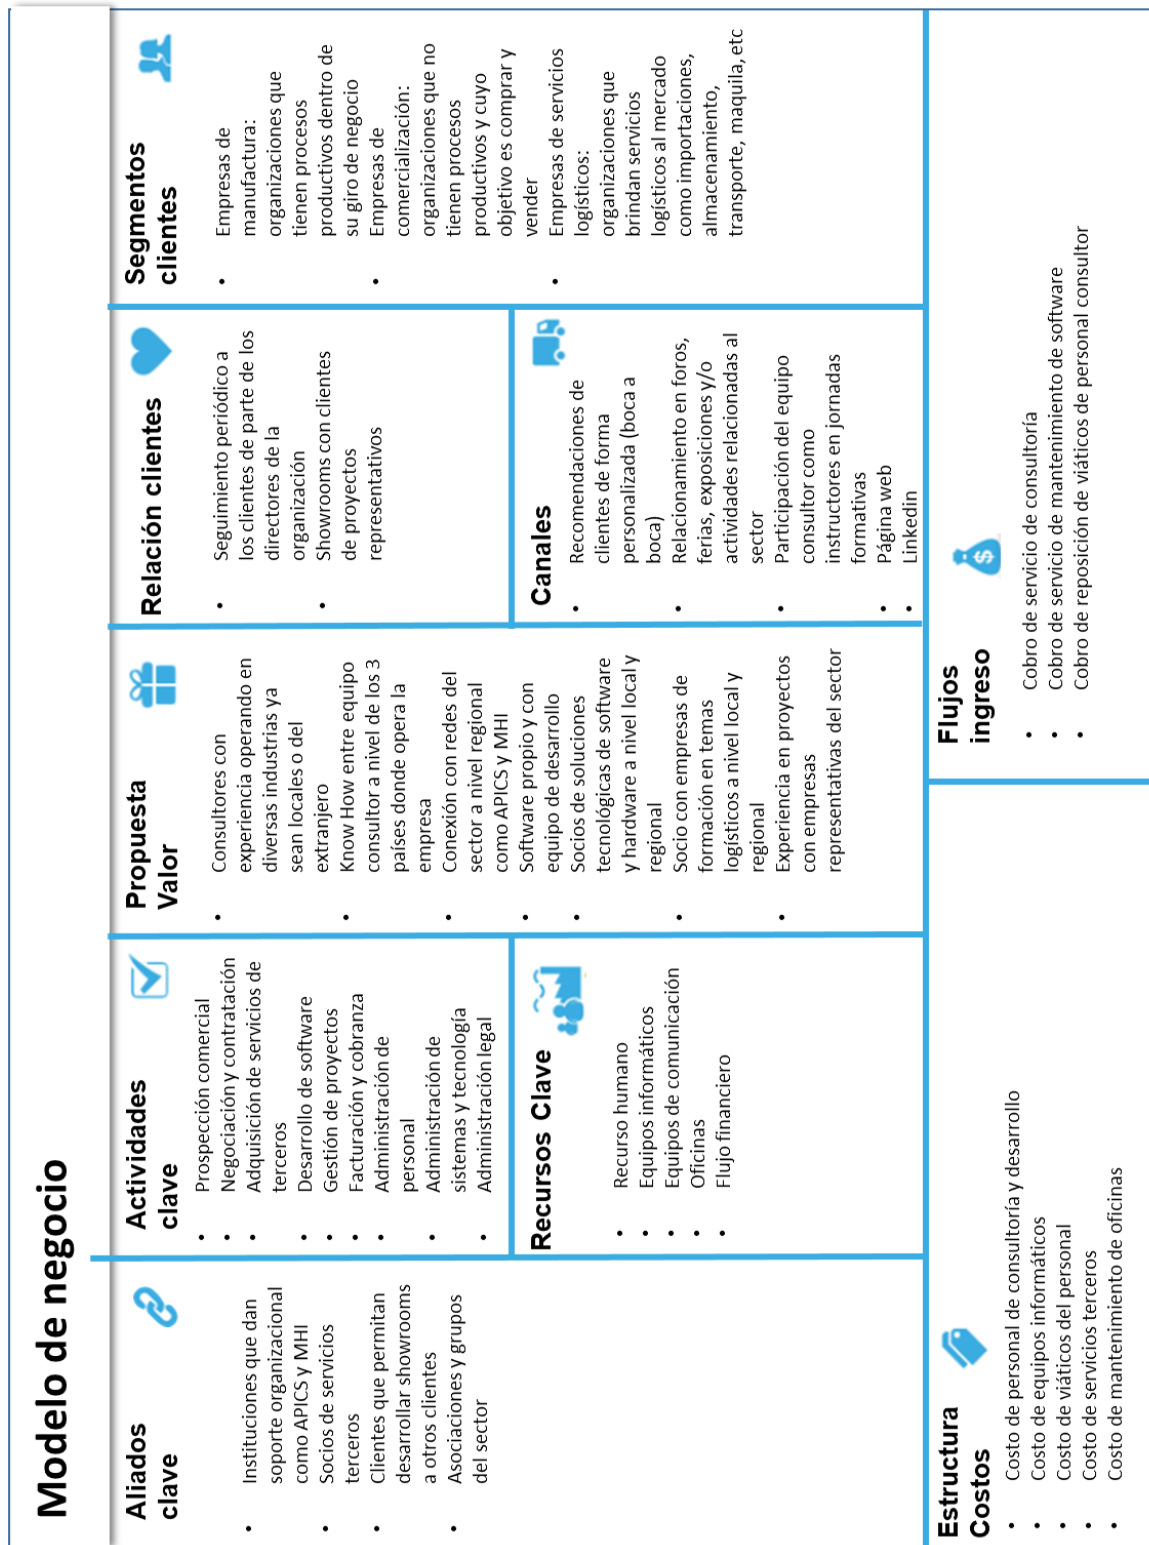 Modelo de negocio
Aliados
clave
• Instituciones que dan
soporte organizacional
como APICS y MHI
• Socios de servicios
terceros
• Clientes que permitan
desarrollar showrooms
a otros clientes
• Asociaciones y grupos
del sector
Actividades
clave
• Prospección comercial
• Negociación y contratación
• Adquisición de servicios de
terceros
• Desarrollo de software
• Gestión de proyectos
• Facturación y cobranza
• Administración de
personal
• Administración de
sistemas y tecnología
• Administración legal
Recursos Clave
• Recurso humano
• Equipos informáticos
• Equipos de comunicación
• Oficinas
• Flujo financiero
Propuesta
Valor
• Consultores con
experiencia operando en
diversas industrias ya
sean locales o del
extranjero
• Know How entre equipo
consultor a nivel de los 3
países donde opera la
empresa
• Conexión con redes del
sector a nivel regional
como APICS y MHI
• Software propio y con
equipo de desarrollo
• Socios de soluciones
tecnológicas de software
y hardware a nivel local y
regional
• Socio con empresas de
formación en temas
logísticos a nivel local y
regional
• Experiencia en proyectos
con empresas
representativas del sector
Relación clientes
• Seguimiento periódico a
los clientes de parte de los
directores de la
organización
• Showrooms con clientes
de proyectos
representativos
Canales
• Recomendaciones de
clientes de forma
personalizada (boca a
boca)
• Relacionamiento en foros,
ferias, exposiciones y/o
actividades relacionadas al
sector
• Participación del equipo
consultor como
instructores en jornadas
formativas
• Página web
• Linkedin
Segmentos
clientes
• Empresas de
manufactura:
organizaciones que
tienen procesos
productivos dentro de
su giro de negocio
• Empresas de
comercialización:
organizaciones que no
tienen procesos
productivos y cuyo
objetivo es comprar y
vender
• Empresas de servicios
logísticos:
organizaciones que
brindan servicios
logísticos al mercado
como importaciones,
almacenamiento,
transporte, maquila, etc
Estructura
Costos
• Costo de personal de consultoría y desarrollo
• Costo de equipos informáticos
• Costo de viáticos del personal
• Costo de servicios terceros
• Costo de mantenimiento de oficinas
Flujos
ingreso
$
• Cobro de servicio de consultoría
• Cobro de servicio de mantenimiento de software
• Cobro de reposición de viáticos de personal consultor